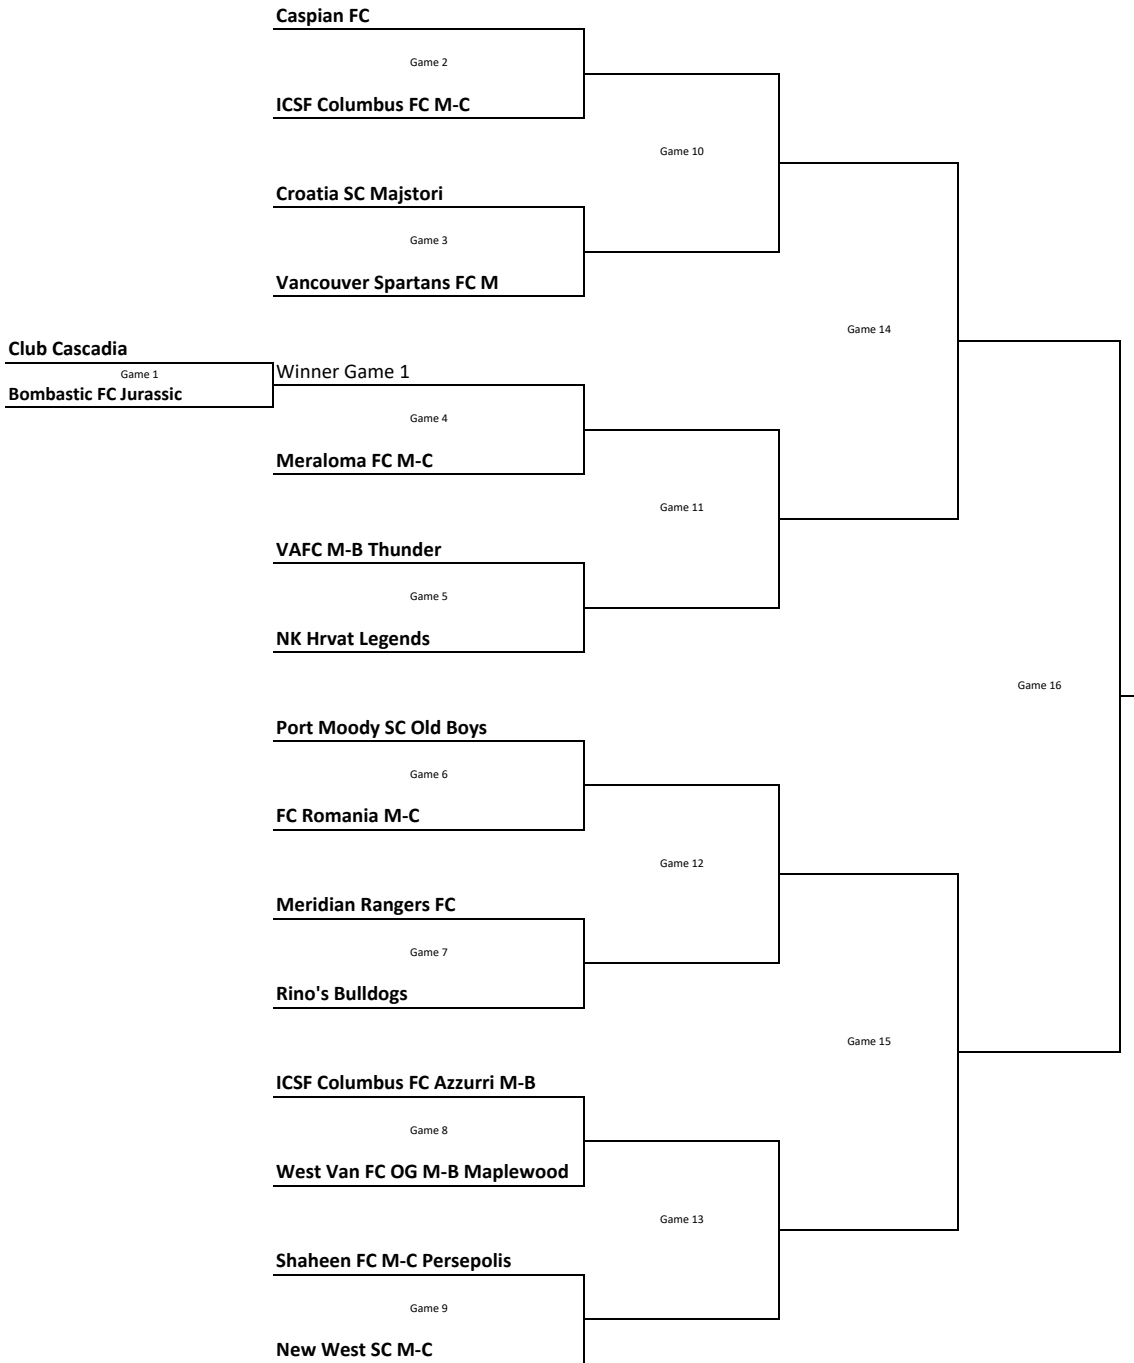 Caspian FC
Game 2
ICSF Columbus FC M-C
Game 10
Croatia SC Majstori
Game 3
Vancouver Spartans FC M
Game 14
Club Cascadia
Game 1
Winner Game 1
Bombastic FC Jurassic
Game 4
Meraloma FC M-C
Game 11
VAFC M-B Thunder
Game 5
NK Hrvat Legends
Game 16
Port Moody SC Old Boys
Game 6
FC Romania M-C
Game 12
Meridian Rangers FC
Game 7
Rino's Bulldogs
Game 15
ICSF Columbus FC Azzurri M-B
Game 8
West Van FC OG M-B Maplewood
Game 13
Shaheen FC M-C Persepolis
Game 9
New West SC M-C